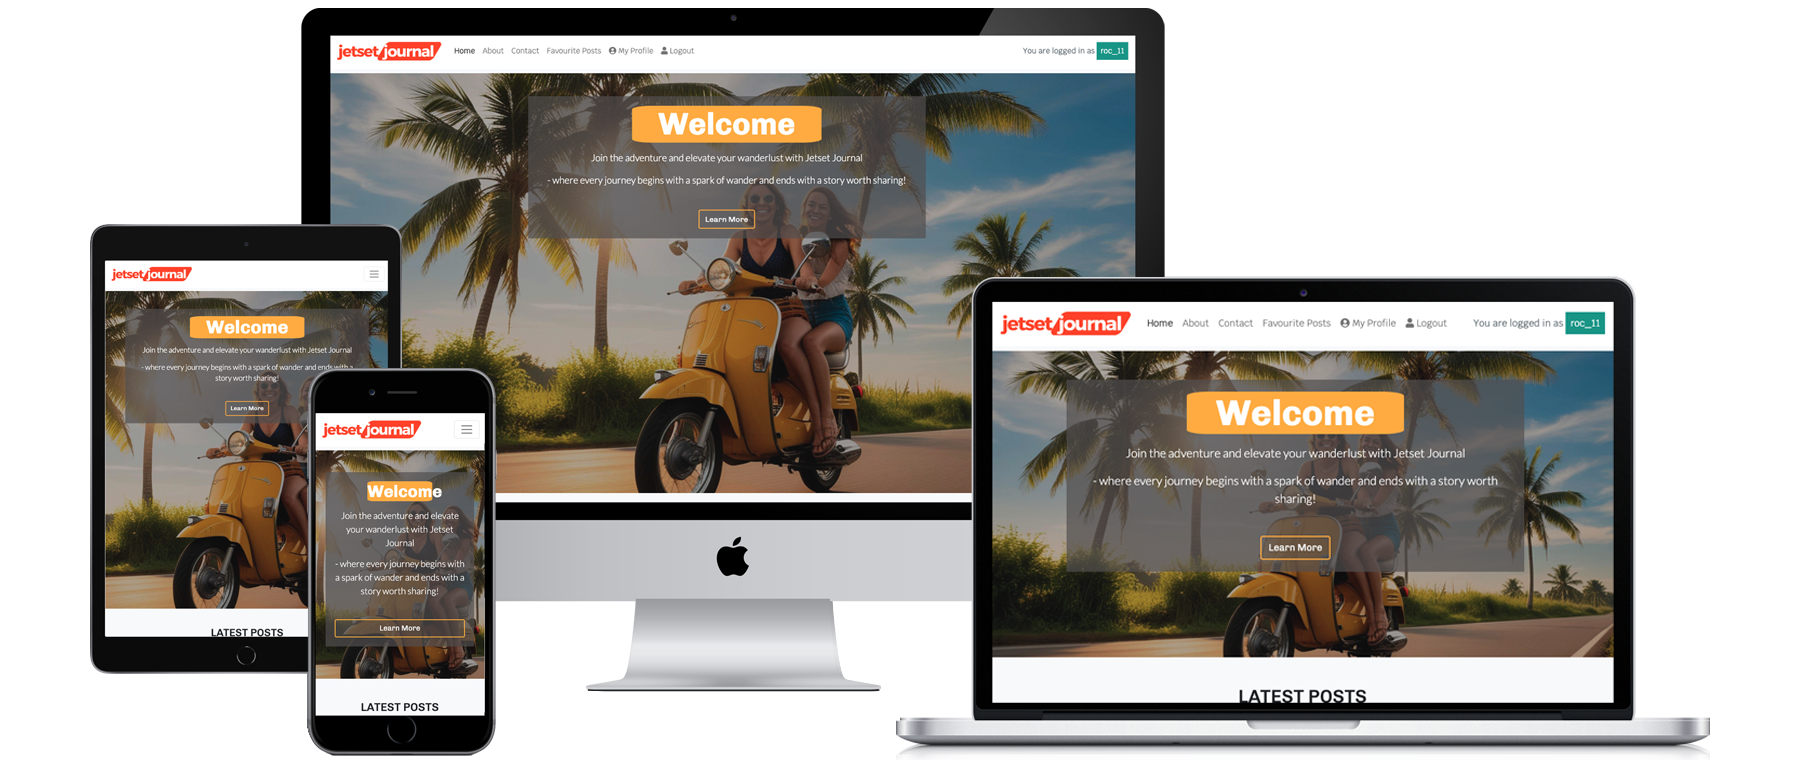 jetset journal Home About Contact Favourite Posts My Profile Logout You are logged in as roc_11
Welcome
Join the adventure and elevate your wanderlust with Jetset Journal
- where every journey begins with a spark of wander and ends with a story worth sharing!
Learn More
jetset journal
Welcome
Join the adventure and elevate your wanderlust with Jetset Journal
- where every journey begins with a spark of wander and ends with a
story worth sharing!
Learn More
LATEST POSTS
jetset journal
Welcome
Join the adventure and elevate
your wanderlust with Jetset
Journal
- where every journey begins with
a spark of wander and ends with a
story worth sharing!
Learn More
LATEST POSTS
jetset journal Home About Contact Favourite Posts My Profile Logout You are logged in as roc_11
Welcome
Join the adventure and elevate your wanderlust with Jetset Journal
- where every journey begins with a spark of wander and ends with a story worth
sharing!
Learn More
LATEST POSTS